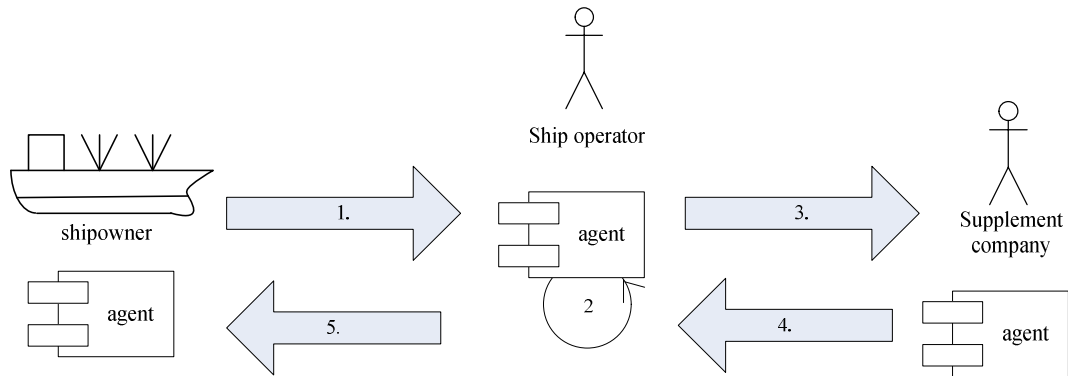 Ship operator
shipowner
1.
agent
3.
Supplement
company
agent
5.
2
4.
agent